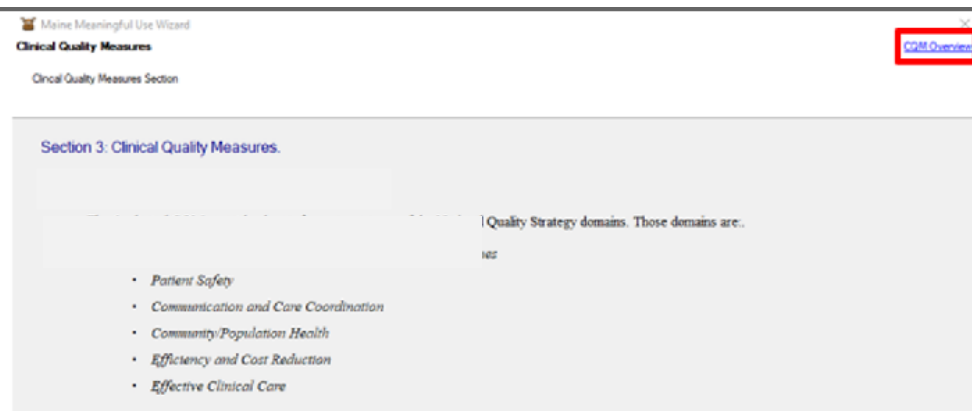 Maine Meaningful Use Wizard
Clinical Quality Measures
CQM Overview
Clincal Quality Measures Section
Section 3: Clinical Quality Measures.
Quality Strategy domains. Those domains are:.
• Patient Safety
• Communication and Care Coordination
• Community/Population Health
• Efficiency and Cost Reduction
• Effective Clinical Care